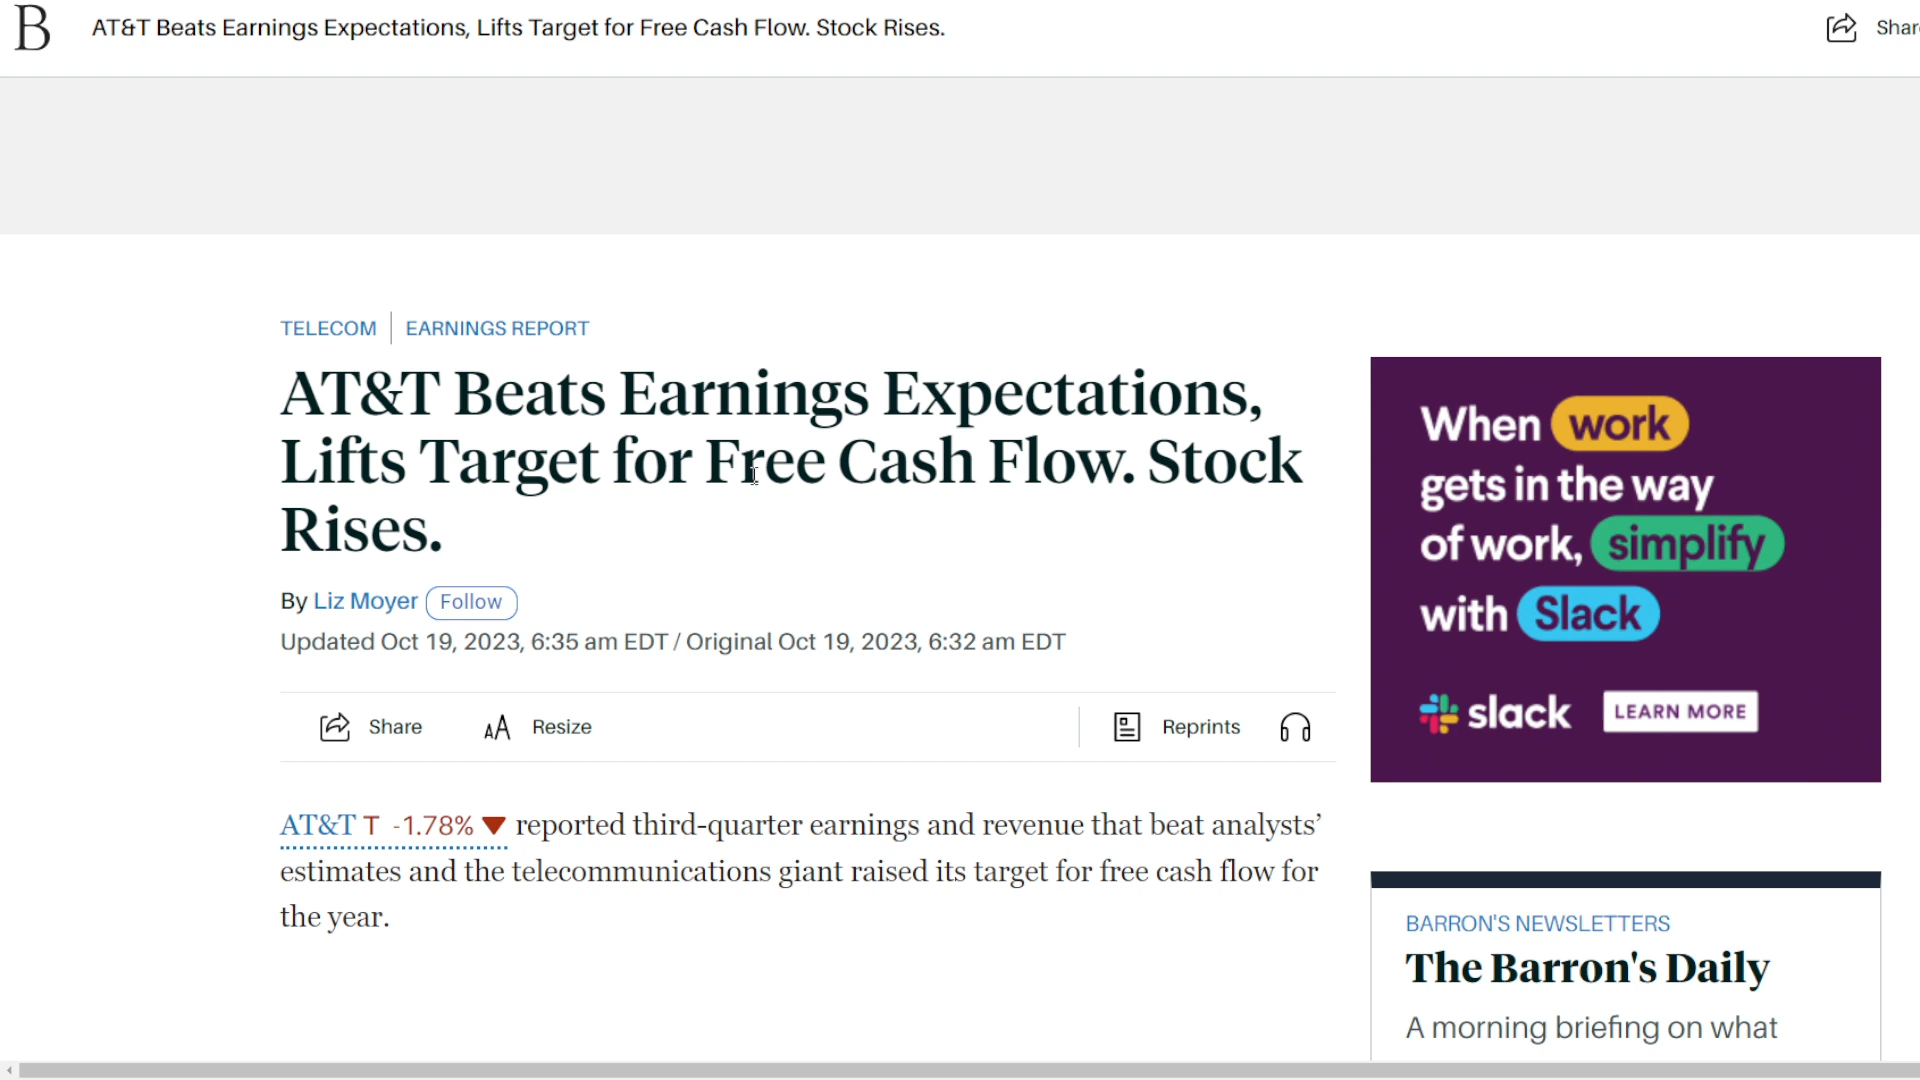 B AT&T Beats Earnings Expectations, Lifts Target for Free Cash Flow. Stock Rises.
TELECOM EARNINGS REPORT
AT&T Beats Earnings Expectations,
Lifts Target for Free Cash Flow. Stock
Rises.
By Liz Moyer Follow
Updated Oct 19, 2023, 6:35 am EDT / Original Oct 19, 2023, 6:32 am EDT
Share Resize Reprints
AT&T T -1.78% ▼ reported third-quarter earnings and revenue that beat analysts’
estimates and the telecommunications giant raised its target for free cash flow for
the year.
When work
gets in the way
of work, simplify
with Slack
slack LEARN MORE
BARRON'S NEWSLETTERS
The Barron's Daily
A morning briefing on what